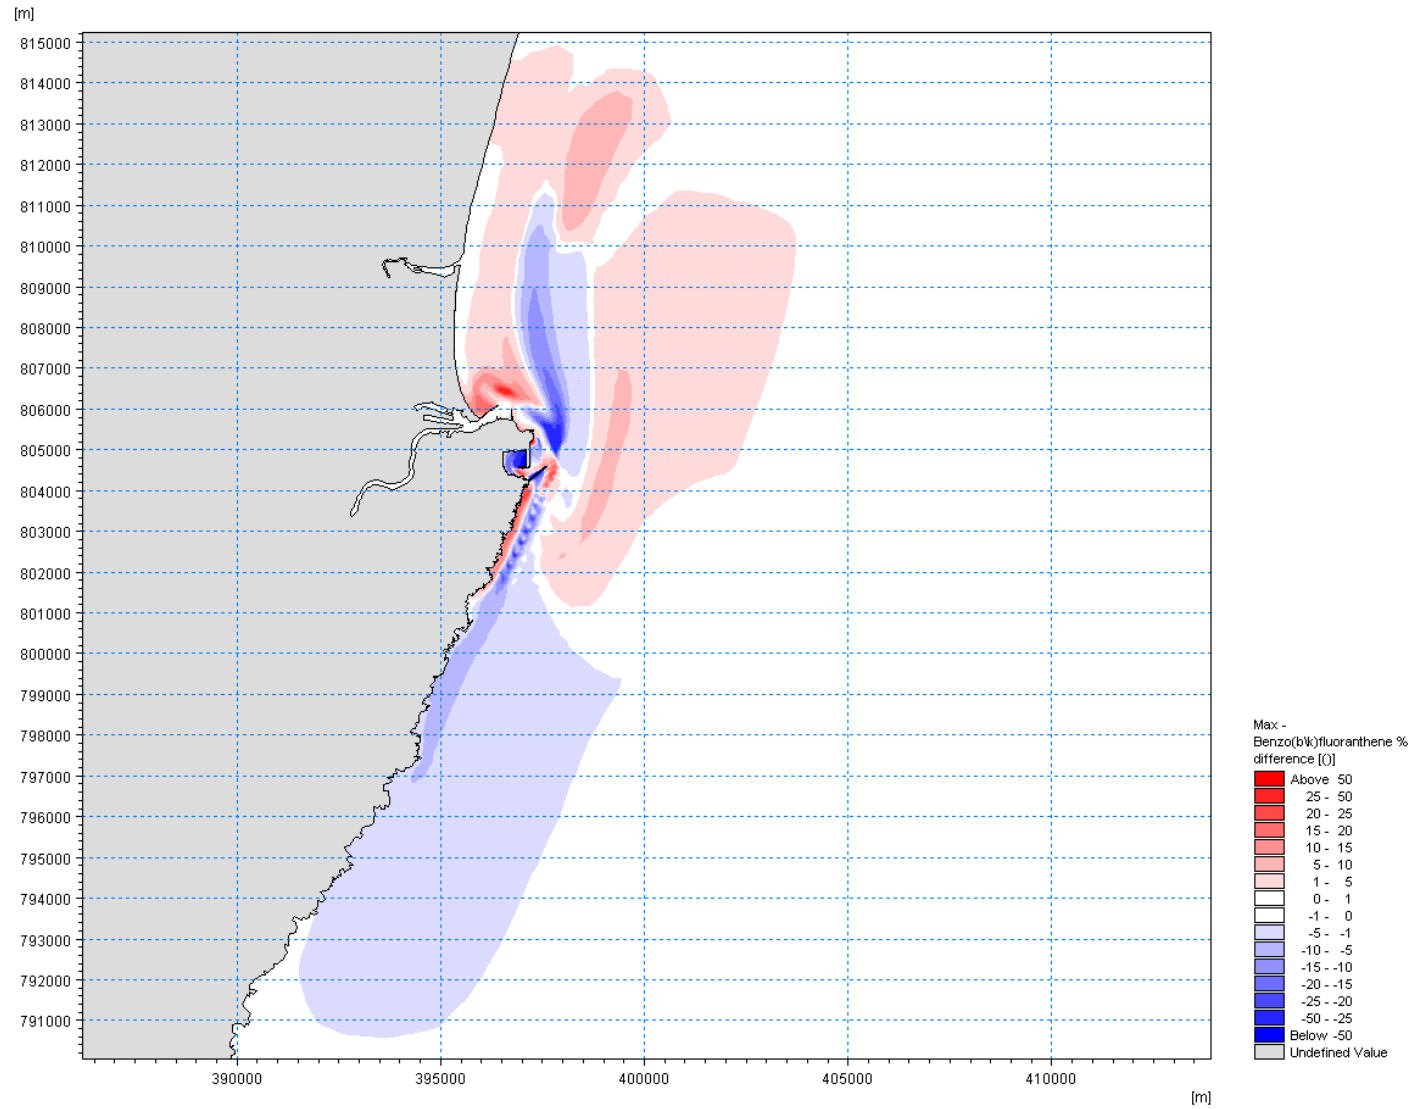 [m]
815000
814000
813000
812000
811000
810000
809000
808000
807000
806000
805000
804000
803000
802000
801000
800000
799000
798000
797000
796000
795000
794000
793000
792000
791000
390000 395000 400000 405000 410000
[m]
Max -
Benzo(b\k)fluoranthene %
difference [()]
Above 50
25 - 50
20 - 25
15 - 20
10 - 15
5 - 10
1 - 5
0 - 1
-1 - 0
-5 - -1
-10 - -5
-15 - -10
-20 - -15
-25 - -20
-50 - -25
Below -50
Undefined Value